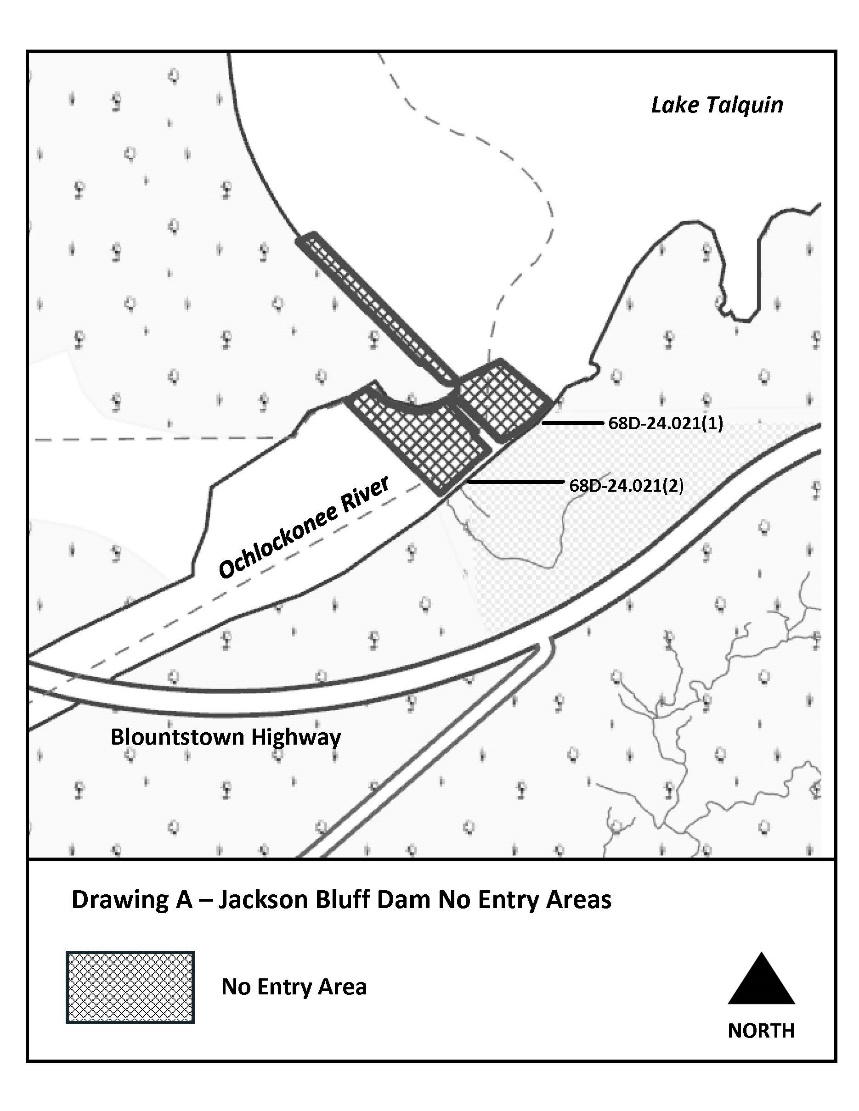 Lake Talquin
68D-24.021(1)
68D-24.021(2)
Ochlockonee River
Blountstown Highway
Drawing A – Jackson Bluff Dam No Entry Areas
No Entry Area
NORTH